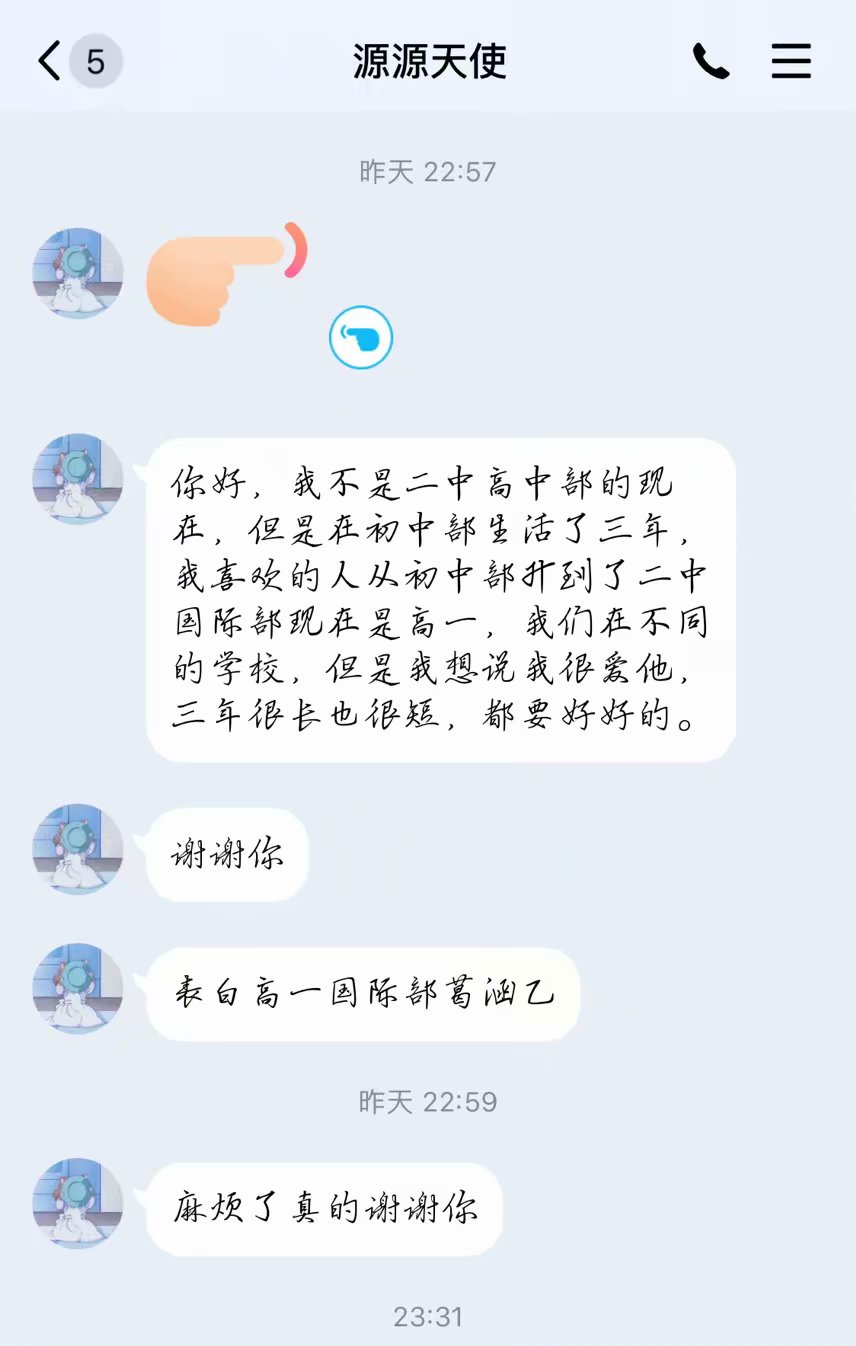 5
源源天使
昨天 22:57
你好，我不是二中高中部的现
在，但是在初中部生活了三年，
我喜欢的人从初中部升到了二中
国际部现在是高一，我们在不同
的学校，但是我想说我很爱他，
三年很长也很短，都要好好的。
谢谢你
表白高一国际部葛涵乙
昨天 22:59
麻烦了真的谢谢你
23:31